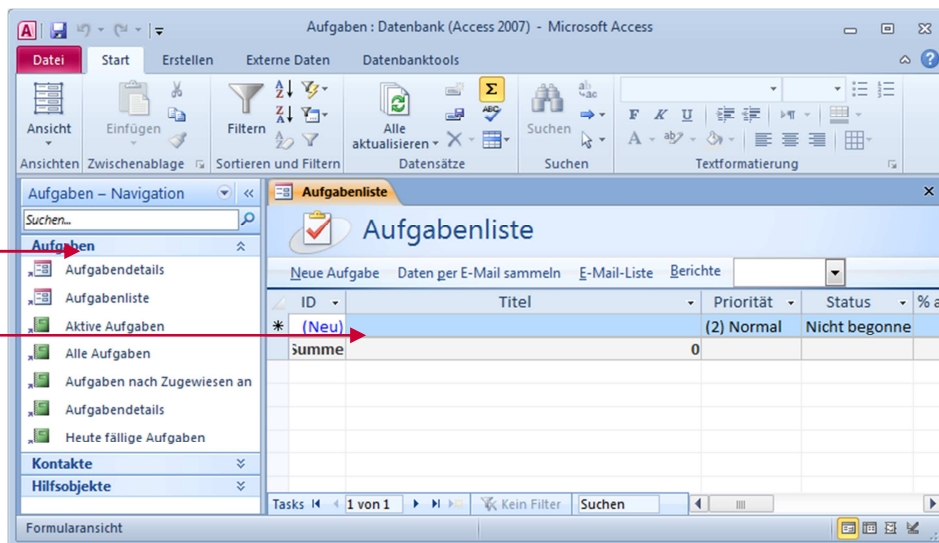 Aufgaben : Datenbank (Access 2007) - Microsoft Access
Datei Start Erstellen Externe Daten Datenbanktools
Ansicht Einfügen Filtern Alle aktualisieren Suchen
F K U
Ansichten Zwischenablage Sortieren und Filtern Datensätze Suchen Textformatierung
Aufgaben – Navigation
Suchen...
Aufgaben
Aufgabendetails
Aufgabenliste
Aktive Aufgaben
Alle Aufgaben
Aufgaben nach Zugewiesen an
Aufgabendetails
Heute fällige Aufgaben
Kontakte
Hilfsobjekte
Aufgabenliste
Aufgabenliste
Neue Aufgabe Daten per E-Mail sammeln E-Mail-Liste Berichte
ID Titel Priorität Status % a
(Neu) (2) Normal Nicht begonne
Summe 0
Tasks 1 von 1 Kein Filter Suchen
Formularansicht